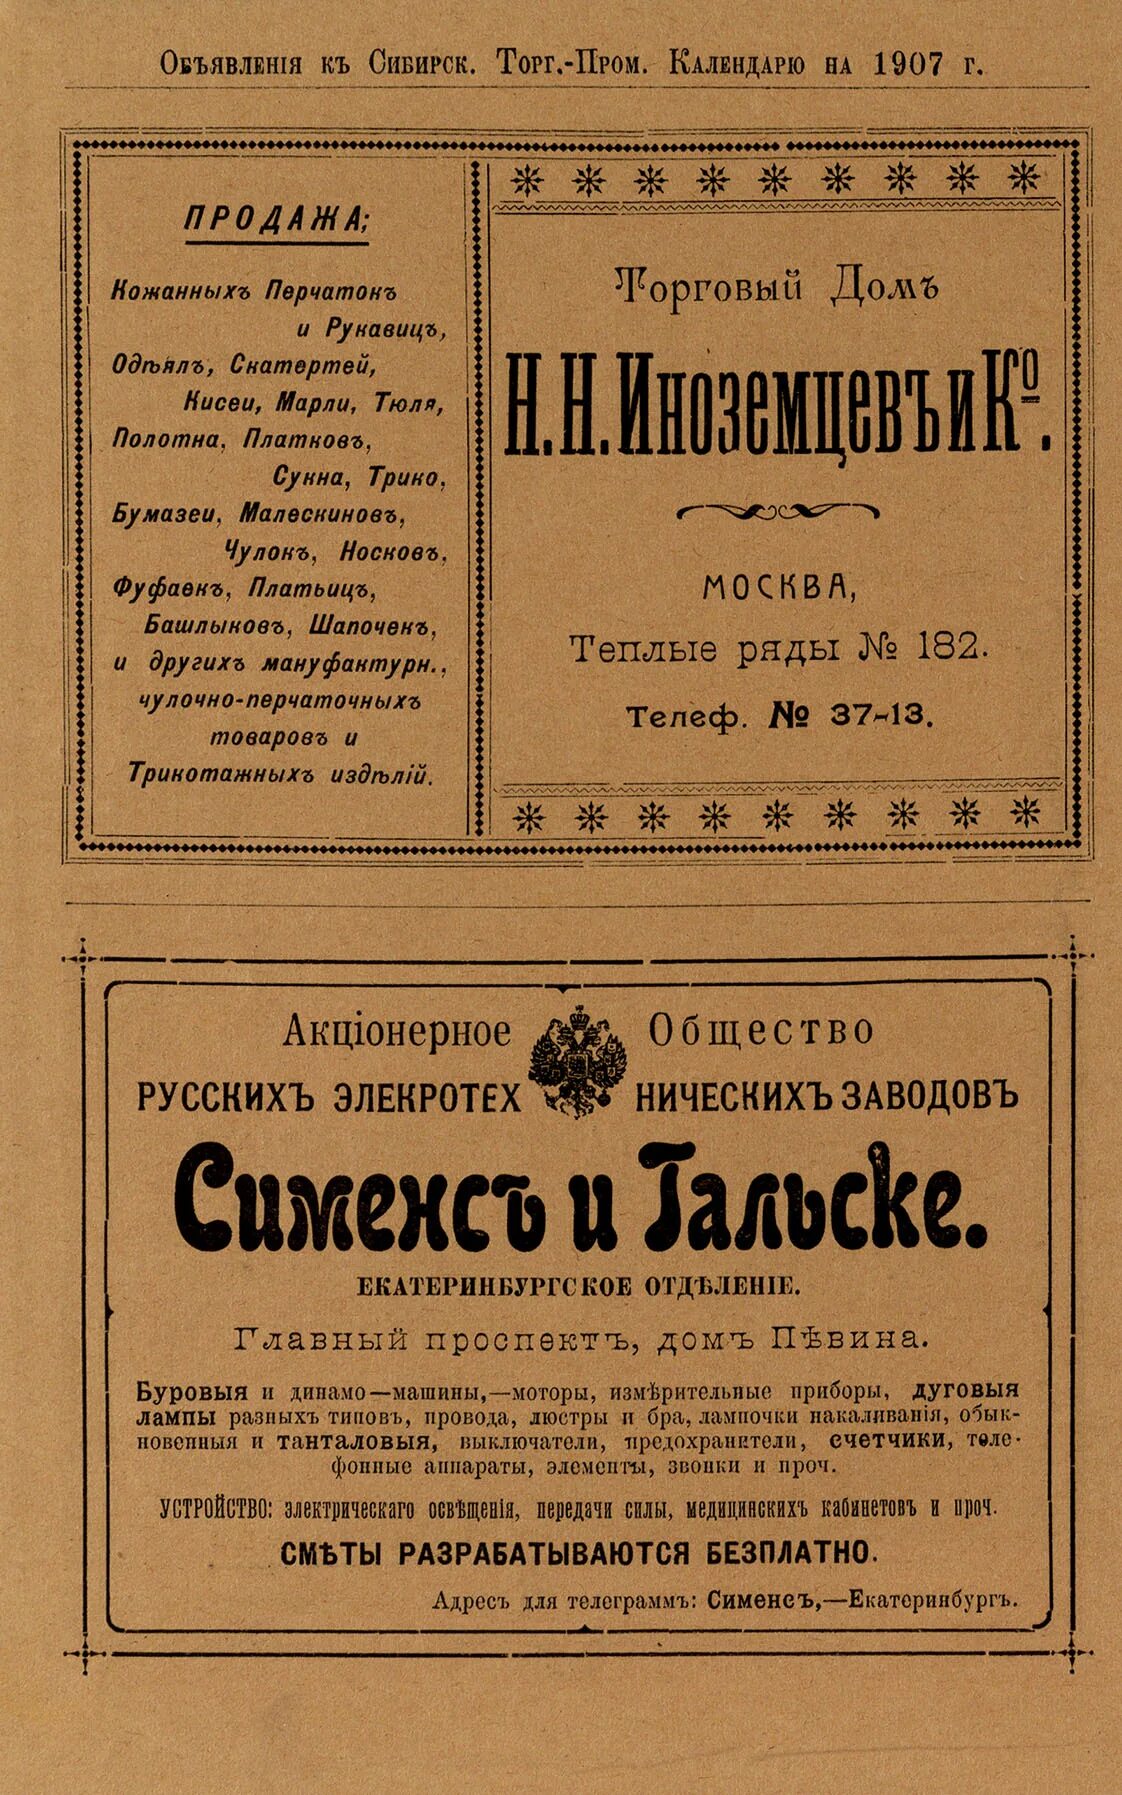 Объявленія къ Сибирск. Торг.-Пром. Календарю на 1907 г.
ПРОДАЖА:
Кожанныхъ Перчатокъ
и Рукавицъ,
Одѣялъ, Скатертей,
Кисеи, Марли, Тюля,
Полотна, Платковъ,
Сукна, Трико,
Бумазеи, Малескиновъ,
Чулокъ, Носковъ,
Фуфаекъ, Платьицъ,
Башлыковъ, Шапочекъ,
и другихъ мануфактурн.,
чулочно-перчаточныхъ
товаровъ и
Трикотажныхъ издѣлій.
Торговый Домъ
Н. Н. Иноземцевъ и Ко.
МОСКВА,
Теплые ряды № 182.
Телеф. № 37-13.
Акціонерное Общество
РУССКИХЪ ЭЛЕКРОТЕХНИЧЕСКИХЪ ЗАВОДОВЪ
Сименсъ и Гальске.
ЕКАТЕРИНБУРГСКОЕ ОТДѢЛЕНІЕ.
Главный проспектъ, домъ Пѣвина.
Буровыя и динамо—машины,—моторы, измѣрительные приборы, дуговыя
лампы разныхъ типовъ, провода, люстры и бра, лампочки накаливанія, обык-
новенныя и танталовыя, выключатели, предохранители, счетчики, теле-
фонные аппараты, элементы, звонки и проч.
УСТРОЙСТВО: электрическаго освѣщенія, передачи силы, медицинскихъ кабинетовъ и проч.
СМѢТЫ РАЗРАБАТЫВАЮТСЯ БЕЗПЛАТНО.
Адресъ для телеграммъ: Сименсъ,—Екатеринбургъ.